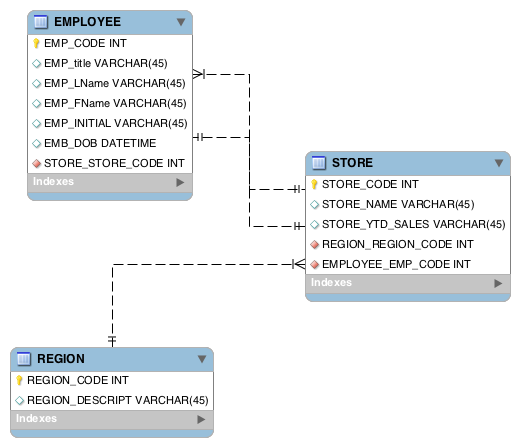 EMPLOYEE
EMP_CODE INT
EMP_title VARCHAR(45)
EMP_LName VARCHAR(45)
EMP_FName VARCHAR(45)
EMP_INITIAL VARCHAR(45)
EMB_DOB DATETIME
STORE_STORE_CODE INT
Indexes
STORE
STORE_CODE INT
STORE_NAME VARCHAR(45)
STORE_YTD_SALES VARCHAR(45)
REGION_REGION_CODE INT
EMPLOYEE_EMP_CODE INT
Indexes
REGION
REGION_CODE INT
REGION_DESCRIPT VARCHAR(45)
Indexes